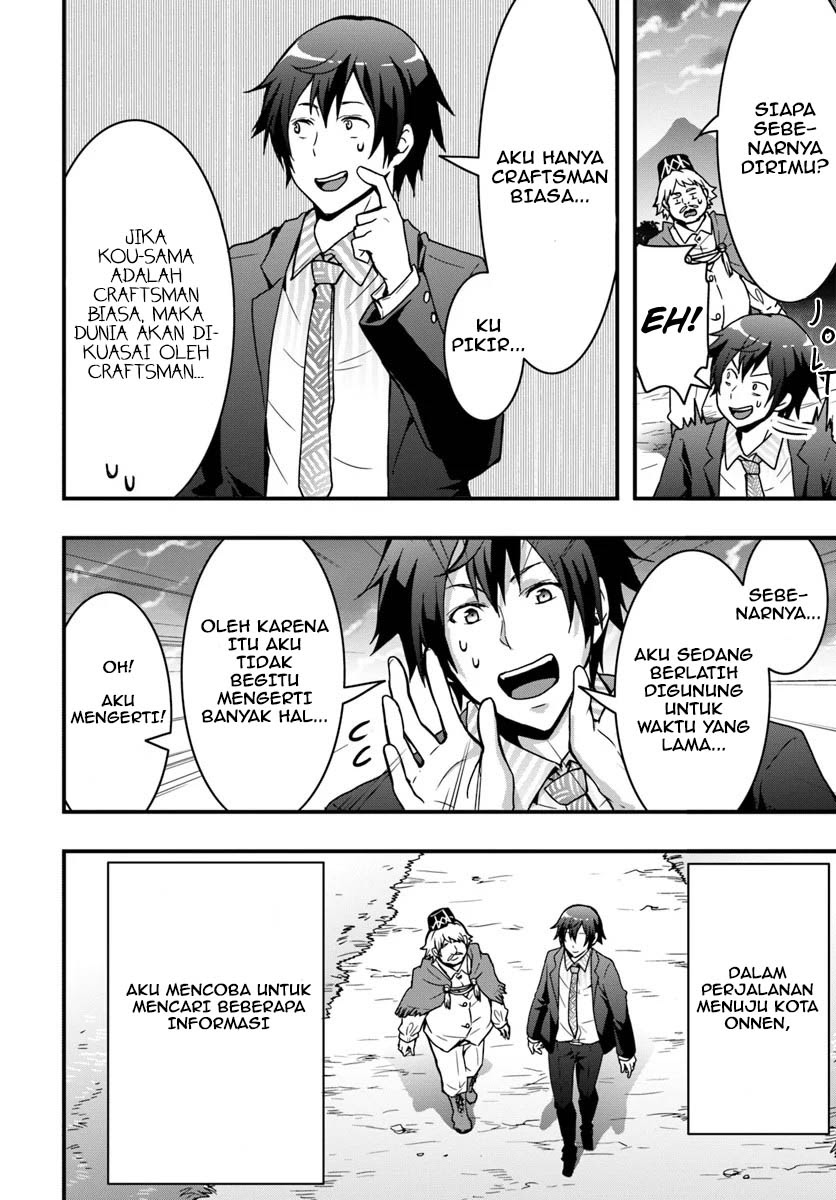 SIAPA
SEBE-
NARNYA
DIRIMU?
EH!
JOLT
AKU HANYA
CRAFTSMAN
BIASA...
KU
PIKIR...
JIKA
KOU-SAMA
ADALAH
CRAFTSMAN
BIASA, MAKA
DUNIA AKAN DI-
KUASAI OLEH
CRAFTSMAN...
SEBE-
NARNYA...
AKU SEDANG
BERLATIH
DIGUNUNG
UNTUK
WAKTU YANG
LAMA...
OLEH KARENA
ITU AKU
TIDAK
BEGITU
MENGERTI
BANYAK HAL...
OH!
AKU
MENGERTI!
DALAM
PERJALANAN
MENUJU KOTA
ONNEN,
AKU MENCOBA UNTUK
MENCARI BEBERAPA
INFORMASI